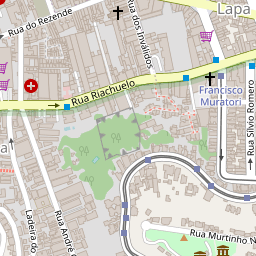 Lapa
Rua do Rezende
Rua dos Inválidos
Rua Riachuelo
Francisco
Muratori
Rua Silvio Romero
a
Ladeira do
Rua André
Rua Murtinho N